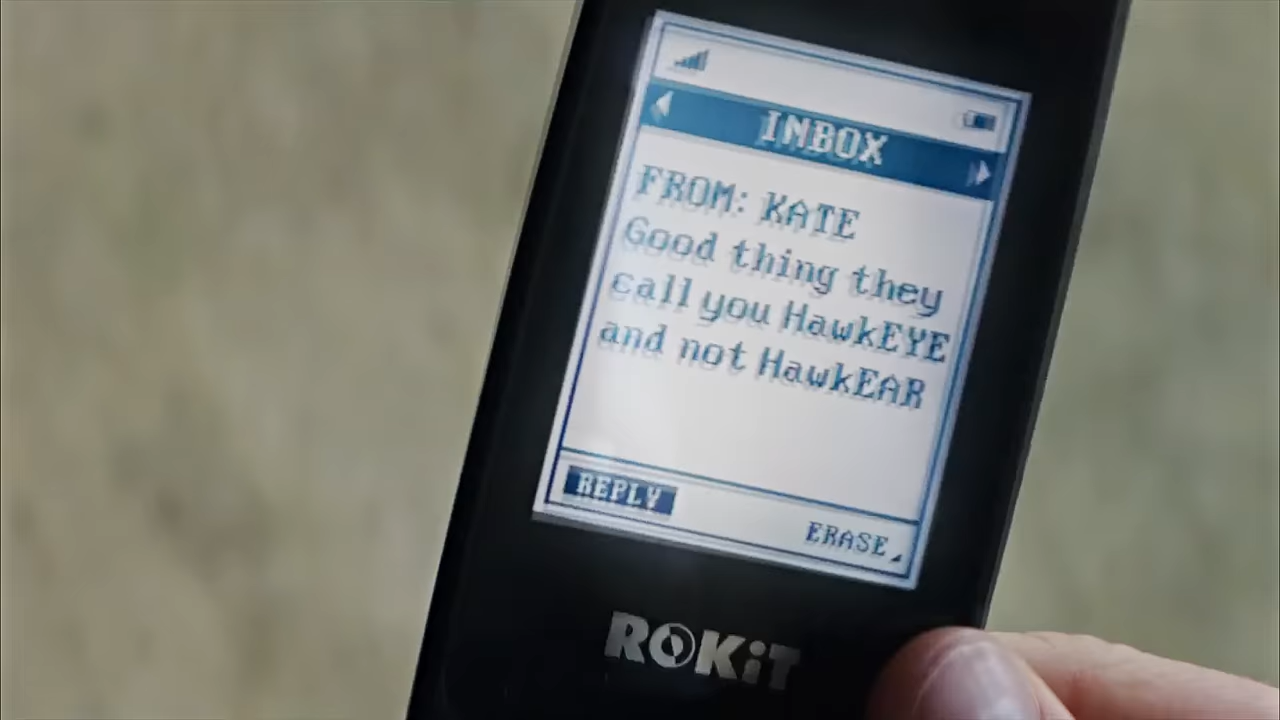 INBOX
FROM: KATE
Good thing they
call you HawkEYE
and not HawkEAR
REPLY
ERASE
ROKiT